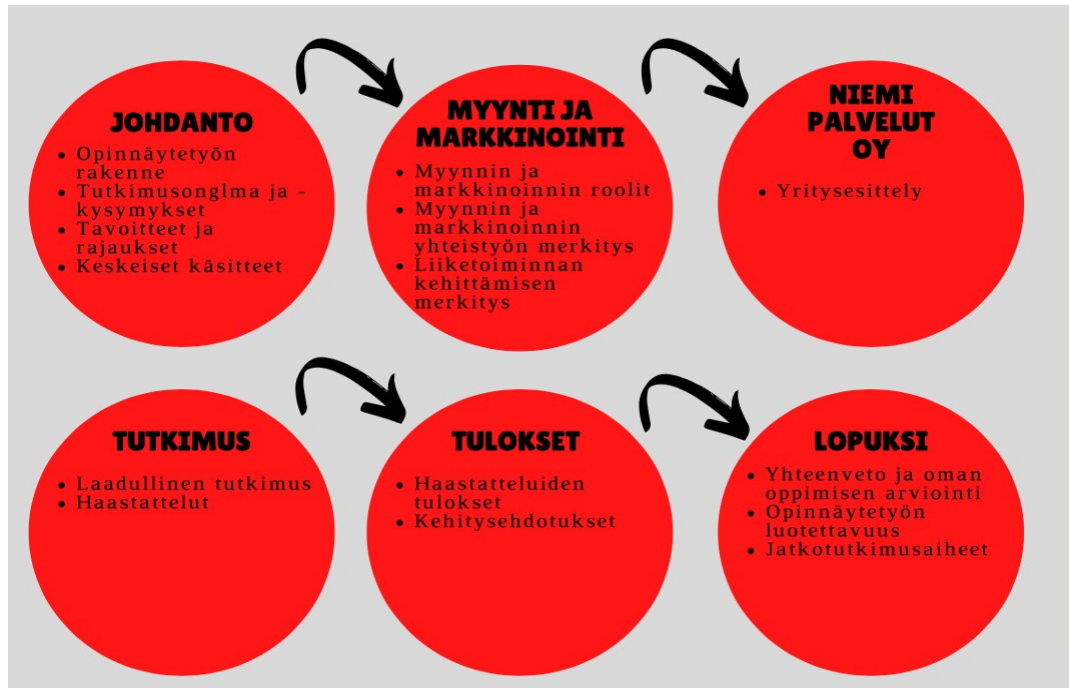 JOHDANTO
• Opinnäytetyön
rakenne
• Tutkimusonglma ja -
kysymykset
• Tavoitteet ja
rajaukset
• Keskeiset käsitteet
MYYNTI JA
MARKKINOINTI
• Myynnin ja
markkinoinnin roolit
• Myynnin ja
markkinoinnin
yhteistyön merkitys
• Liiketoiminnan
kehittämisen
merkitys
NIEMI
PALVELUT
OY
• Yritysesittely
TUTKIMUS
• Laadullinen tutkimus
• Haastattelut
TULOKSET
• Haastatteluiden
tulokset
• Kehitysehdotukset
LOPUKSI
• Yhteenveto ja oman
oppimisen arviointi
• Opinnäytetyön
luotettavuus
• Jatkotutkimusaiheet